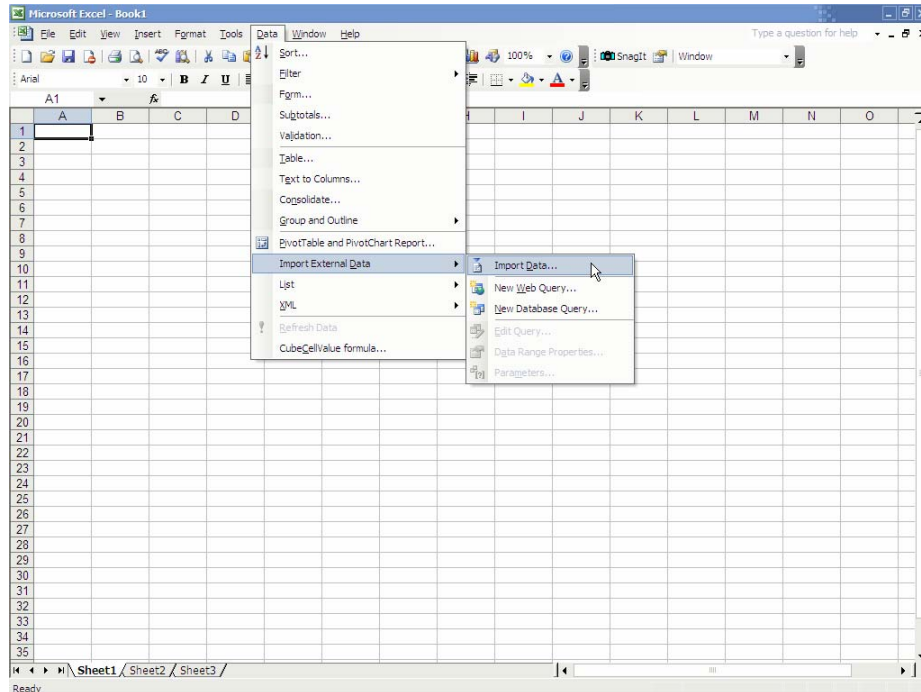 Microsoft Excel - Book1
File Edit View Insert Format Tools Data Window Help Type a question for help
100% SnagIt Window
Arial 10 B I U A
A1 fx
A B C D H I J K L M N O
Sort...
Filter
Form...
Subtotals...
Validation...
Table...
Text to Columns...
Consolidate...
Group and Outline
PivotTable and PivotChart Report...
Import External Data
List
XML
Refresh Data
CubeCellValue formula...
Import Data...
New Web Query...
New Database Query...
Edit Query...
Data Range Properties...
Parameters...
1
2
3
4
5
6
7
8
9
10
11
12
13
14
15
16
17
18
19
20
21
22
23
24
25
26
27
28
29
30
31
32
33
34
35
Sheet1 Sheet2 Sheet3
Ready